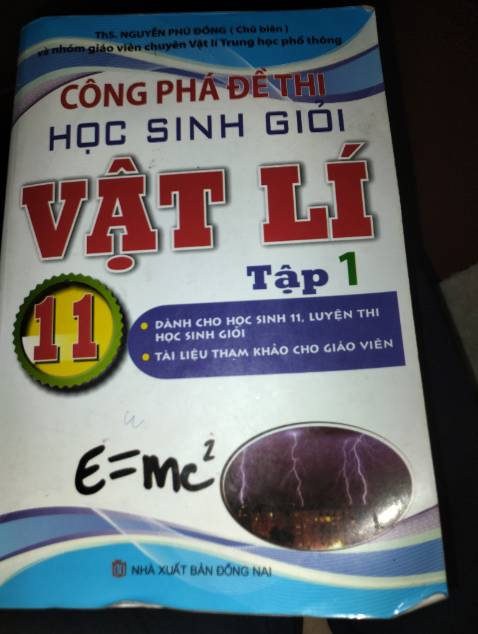 ThS. NGUYỄN PHÚ ĐỒNG ( Chủ biên )
và nhóm giáo viên chuyên Vật lí Trung học phổ thông
CÔNG PHÁ ĐỀ THI
HỌC SINH GIỎI
VẬT LÍ
Tập 1
11
DÀNH CHO HỌC SINH 11, LUYỆN THI
HỌC SINH GIỎI
TÀI LIỆU THAM KHẢO CHO GIÁO VIÊN
E=mc²
NHÀ XUẤT BẢN ĐỒNG NAI